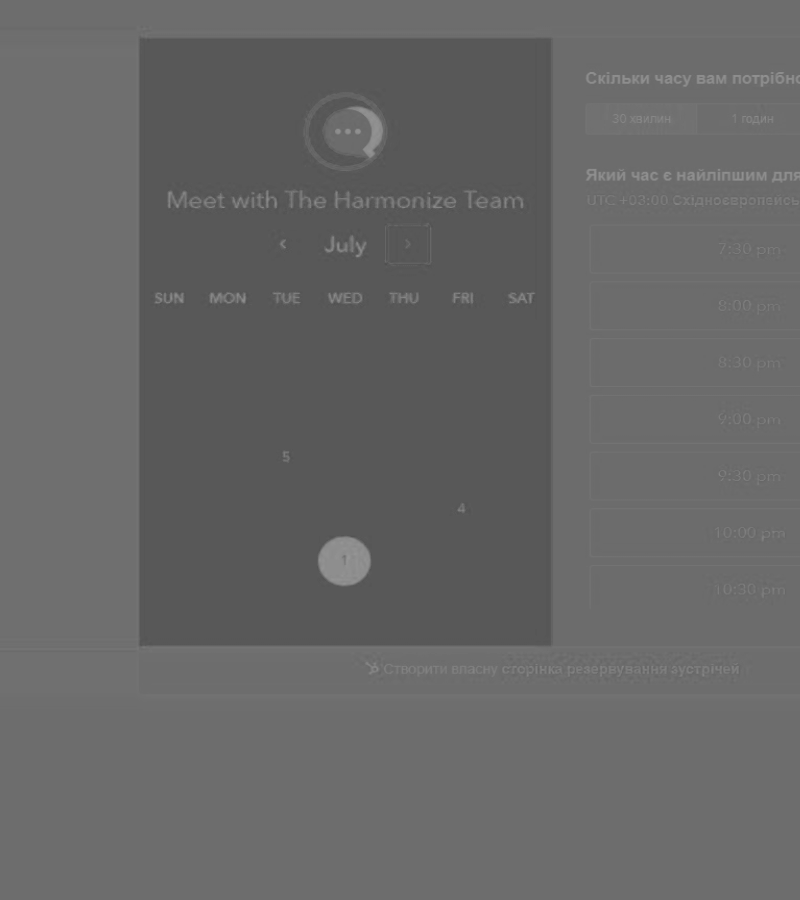 Meet with The Harmonize Team
July
SUN MON TUE WED THU FRI SAT
5
4
1
Скільки часу вам потрібно
30 хвилин 1 годин
Який час є найліпшим для
UTC +03:00 Східноєвропейсь
7:30 pm
8:00 pm
8:30 pm
9:00 pm
9:30 pm
10:00 pm
10:30 pm
Створити власну сторінка резервування зустрічей